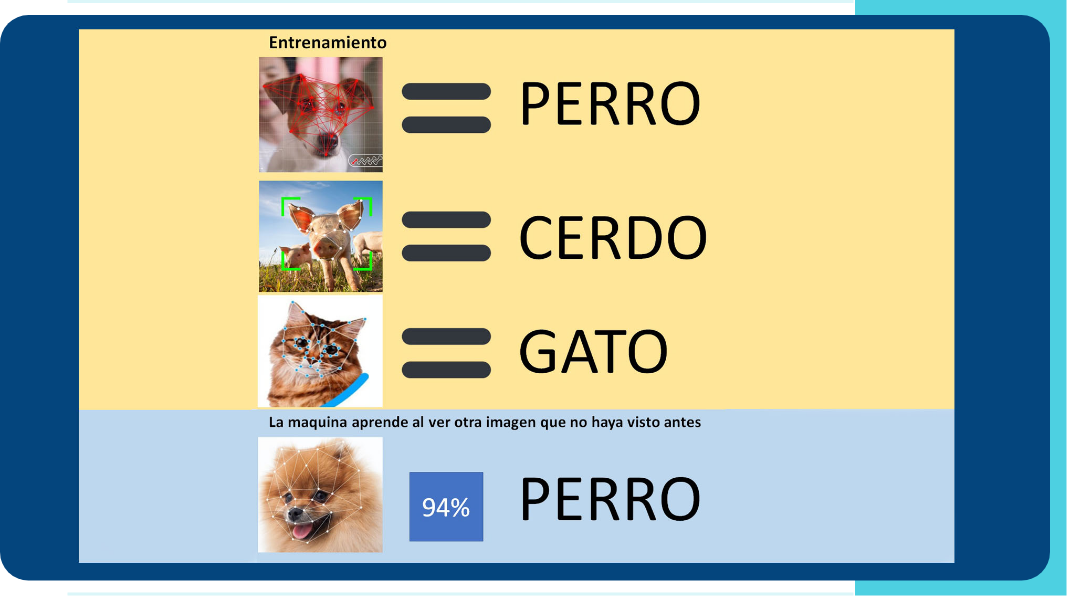 Entrenamiento
PERRO
CERDO
GATO
La maquina aprende al ver otra imagen que no haya visto antes
94%
PERRO